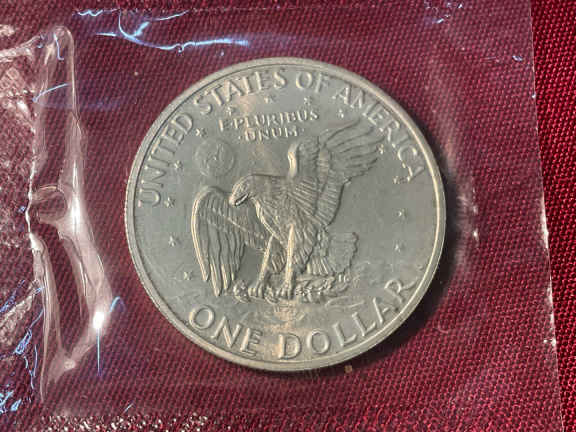 UNITED STATES OF AMERICA
E PLURIBUS
UNUM
ONE DOLLAR